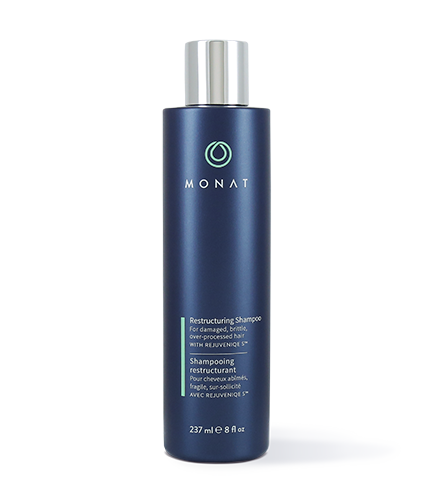 MONAT
Restructuring Shampoo
For damaged, brittle,
over-processed hair
WITH REJUVENIQE S™
Shampooing
restructurant
Pour cheveux abîmés,
fragile, sur-sollicité
AVEC REJUVENIQE S™
237 ml ℮ 8 fl oz